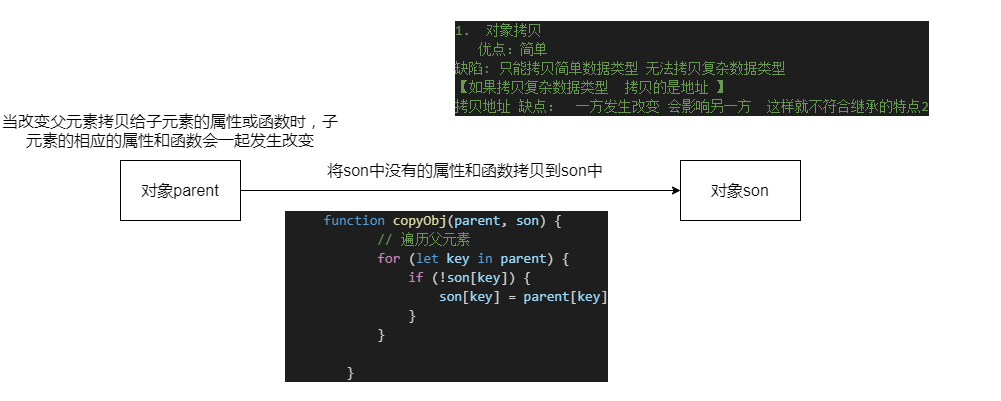 1. 对象拷贝
优点：简单
缺陷: 只能拷贝简单数据类型 无法拷贝复杂数据类型
【如果拷贝复杂数据类型 拷贝的是地址 】
拷贝地址 缺点： 一方发生改变 会影响另一方 这样就不符合继承的特点2
当改变父元素拷贝给子元素的属性或函数时，子
元素的相应的属性和函数会一起发生改变
将son中没有的属性和函数拷贝到son中
对象parent
对象son
function copyObj(parent, son) {
// 遍历父元素
for (let key in parent) {
if (!son[key]) {
son[key] = parent[key]
}
}
}